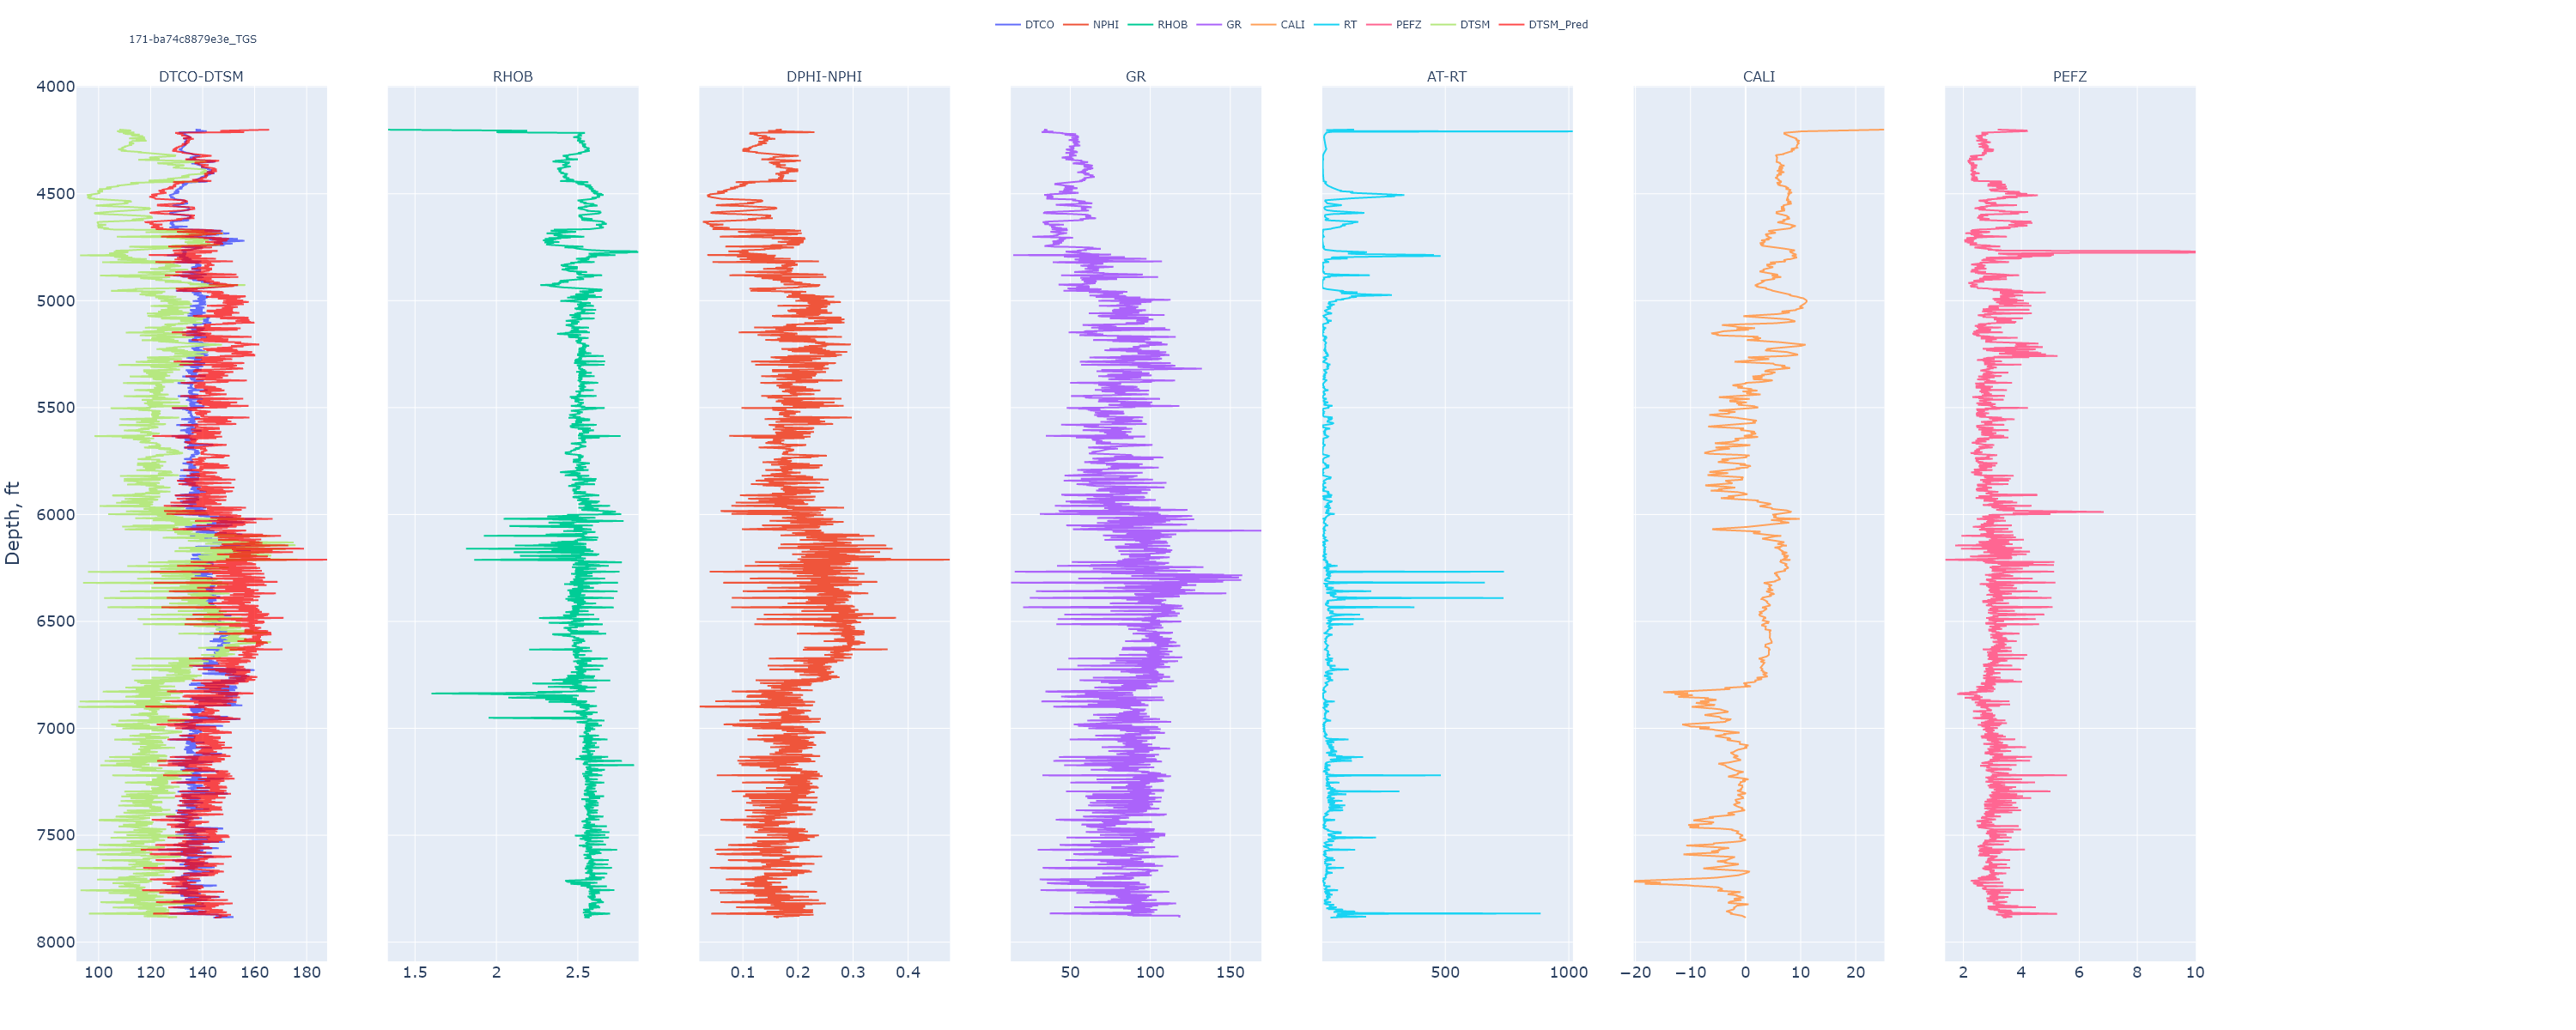 DTCO NPHI RHOB GR CALI RT PEFZ DTSM DTSM_Pred
171-ba74c8879e3e_TGS
DTCO-DTSM RHOB DPHI-NPHI GR AT-RT CALI PEFZ
4000
4500
5000
5500
6000
6500
7000
7500
8000
Depth, ft
100 120 140 160 180 1.5 2 2.5 0.1 0.2 0.3 0.4 50 100 150 500 1000 −20 −10 0 10 20 2 4 6 8 10